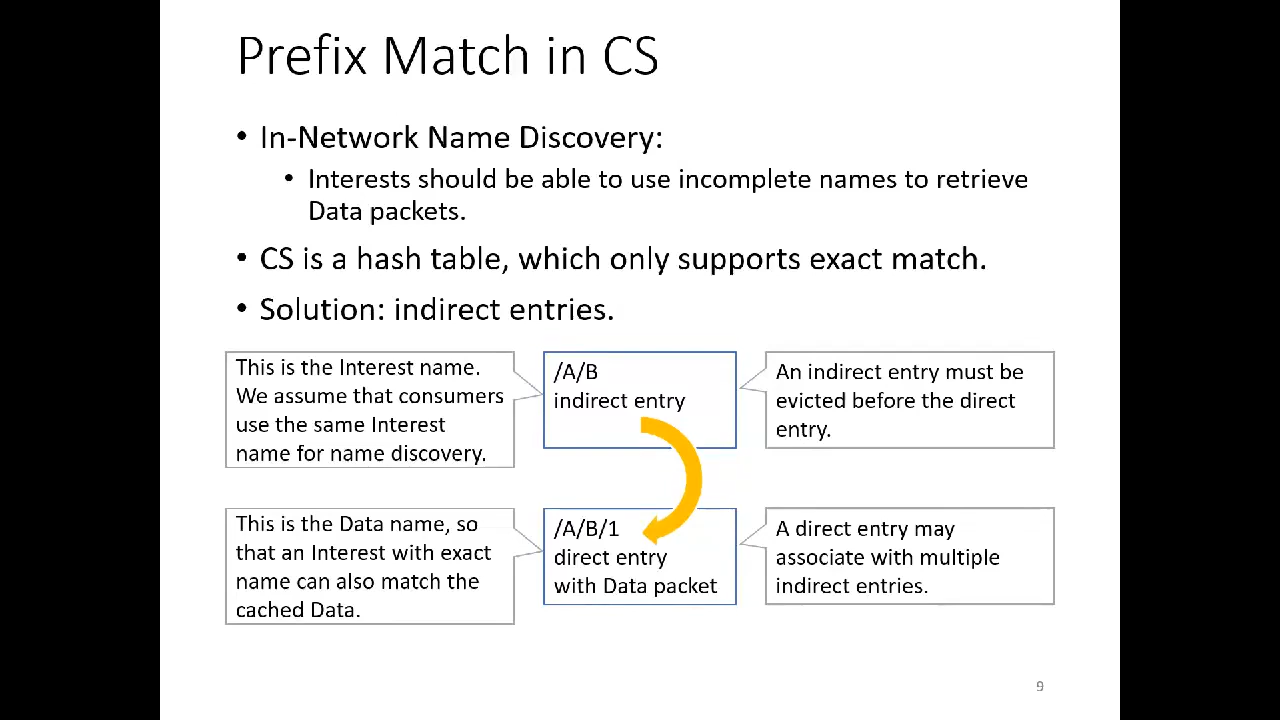 Prefix Match in CS
• In-Network Name Discovery:
• Interests should be able to use incomplete names to retrieve
Data packets.
• CS is a hash table, which only supports exact match.
• Solution: indirect entries.
This is the Interest name.
We assume that consumers
use the same Interest
name for name discovery.
/A/B
indirect entry
An indirect entry must be
evicted before the direct
entry.
This is the Data name, so
that an Interest with exact
name can also match the
cached Data.
/A/B/1
direct entry
with Data packet
A direct entry may
associate with multiple
indirect entries.
9